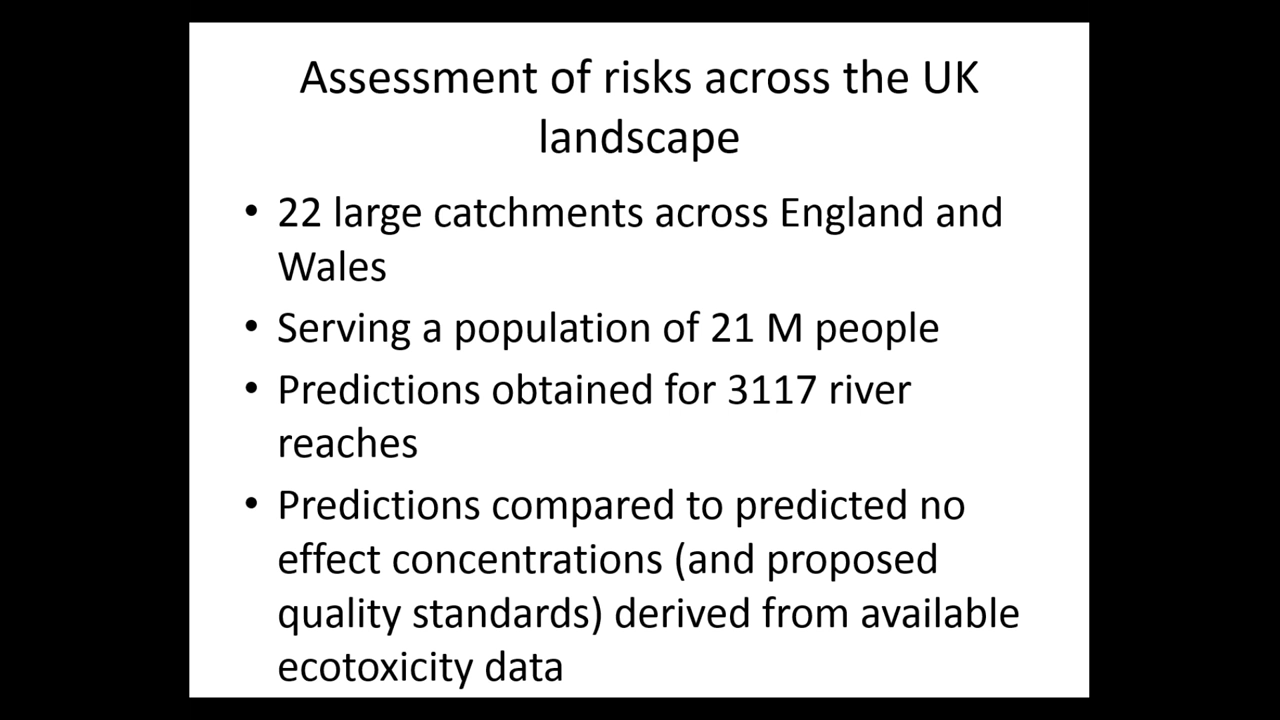 Assessment of risks across the UK
landscape
• 22 large catchments across England and
Wales
• Serving a population of 21 M people
• Predictions obtained for 3117 river
reaches
• Predictions compared to predicted no
effect concentrations (and proposed
quality standards) derived from available
ecotoxicity data